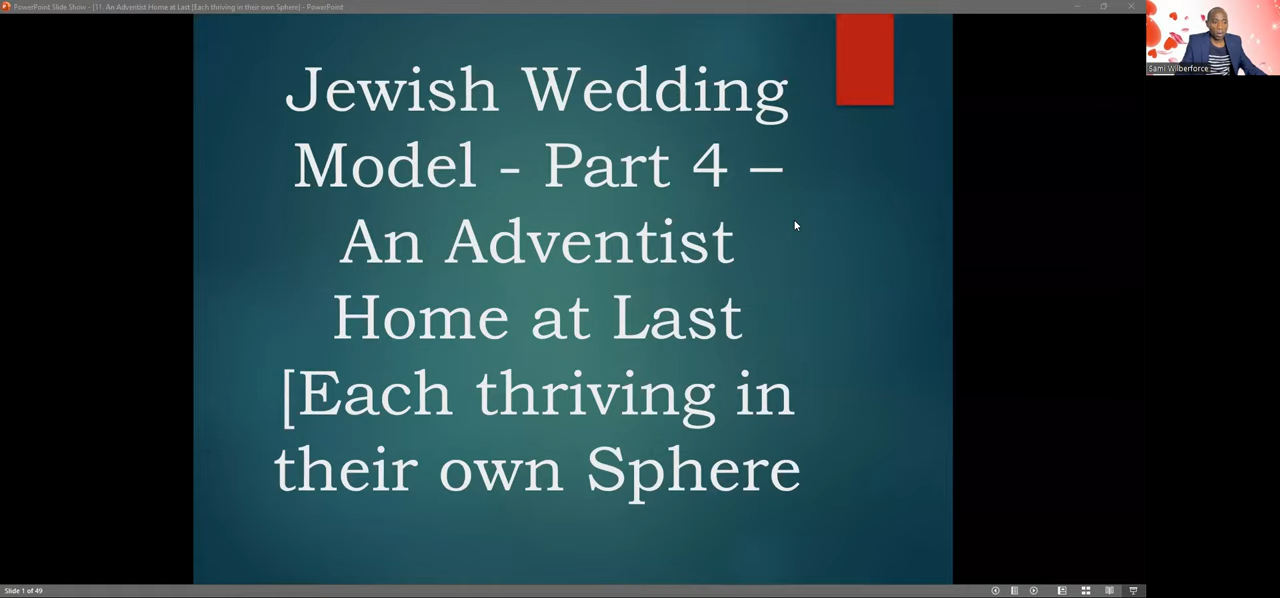 PowerPoint Slide Show - [11. An Adventist Home at Last [Each thriving in their own Sphere] - PowerPoint
Sami Wilberforce
Jewish Wedding
Model - Part 4 –
An Adventist
Home at Last
[Each thriving in
their own Sphere
Slide 1 of 49